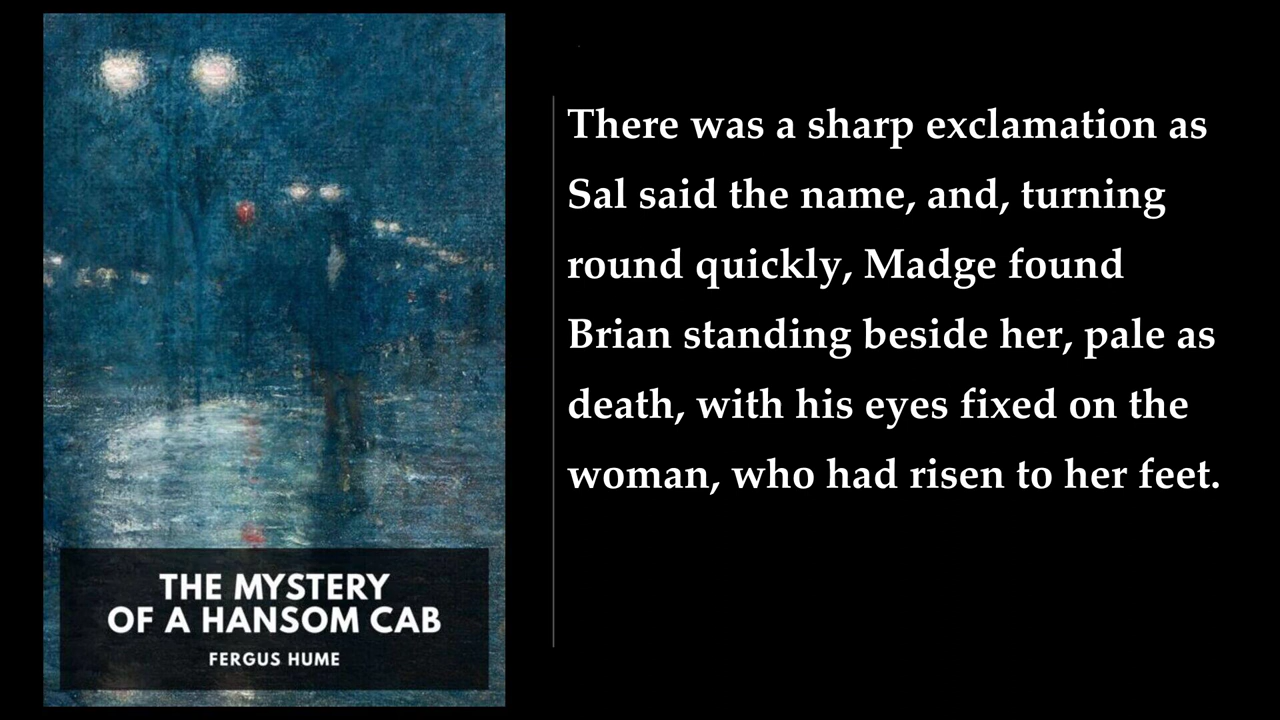 THE MYSTERY
OF A HANSOM CAB
FERGUS HUME
There was a sharp exclamation as
Sal said the name, and, turning
round quickly, Madge found
Brian standing beside her, pale as
death, with his eyes fixed on the
woman, who had risen to her feet.